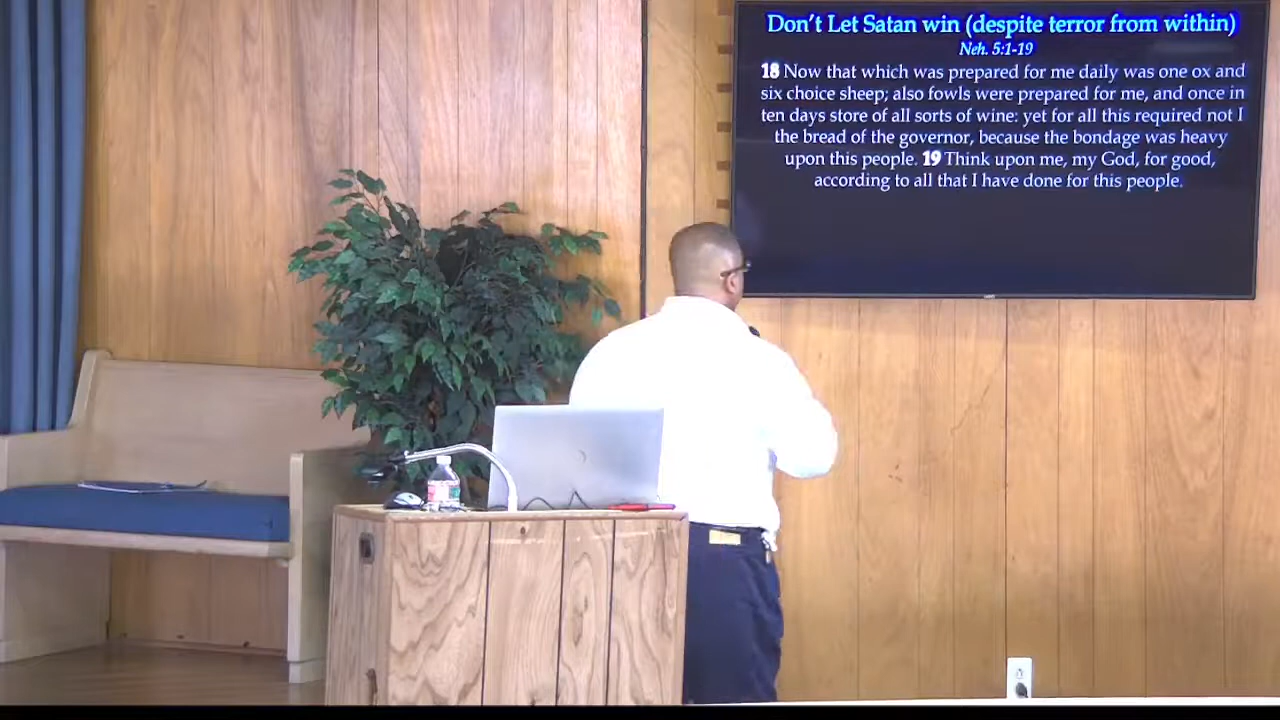 Don't Let Satan win (despite terror from within)
Neh. 5:1-19
18 Now that which was prepared for me daily was one ox and
six choice sheep; also fowls were prepared for me, and once in
ten days store of all sorts of wine: yet for all this required not I
the bread of the governor, because the bondage was heavy
upon this people. 19 Think upon me, my God, for good,
according to all that I have done for this people.